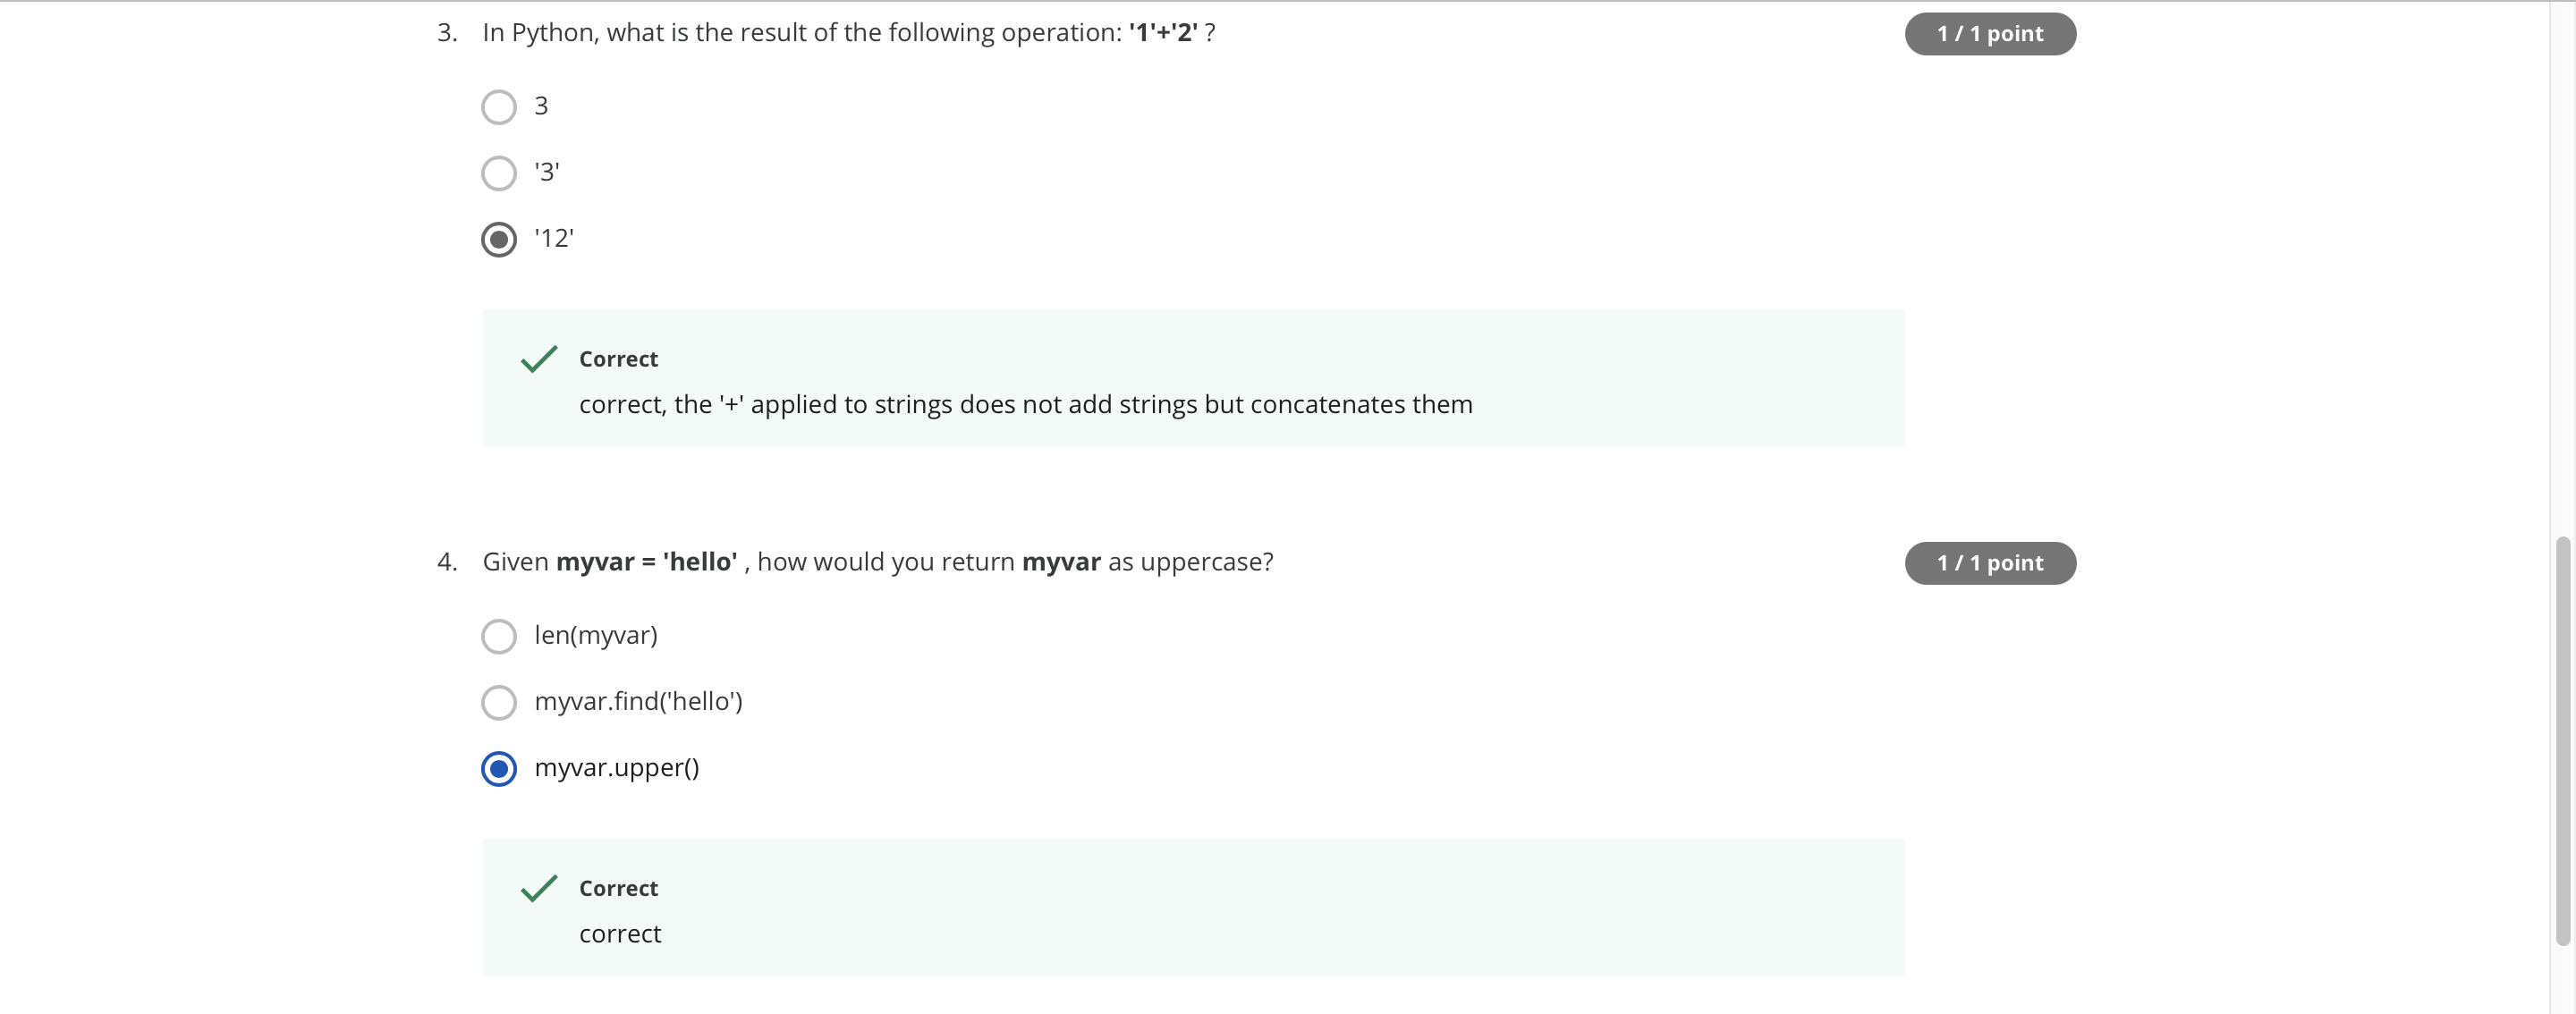 3. In Python, what is the result of the following operation: '1'+'2' ?
1 / 1 point
3
'3'
'12'
Correct
correct, the '+' applied to strings does not add strings but concatenates them
4. Given myvar = 'hello' , how would you return myvar as uppercase?
1 / 1 point
len(myvar)
myvar.find('hello')
myvar.upper()
Correct
correct